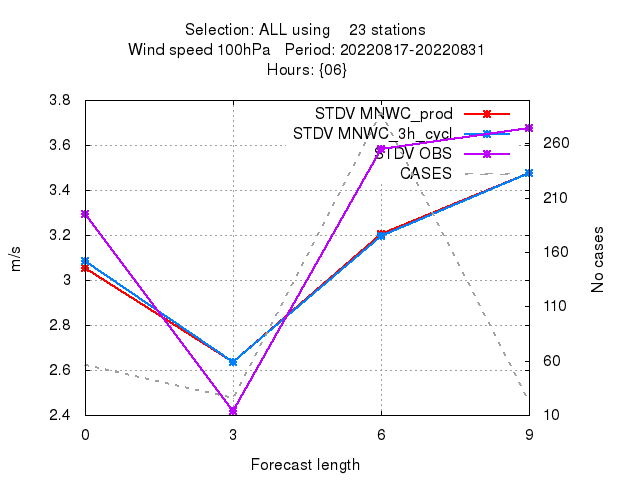 Selection: ALL using    23 stations
Wind speed 100hPa   Period: 20220817-20220831
Hours: {06}
STDV MNWC_prod
STDV MNWC_3h_cycl
STDV OBS
CASES
3.8
3.6
3.4
3.2
3
2.8
2.6
2.4
m/s
260
210
160
110
60
10
No cases
0 3 6 9
Forecast length